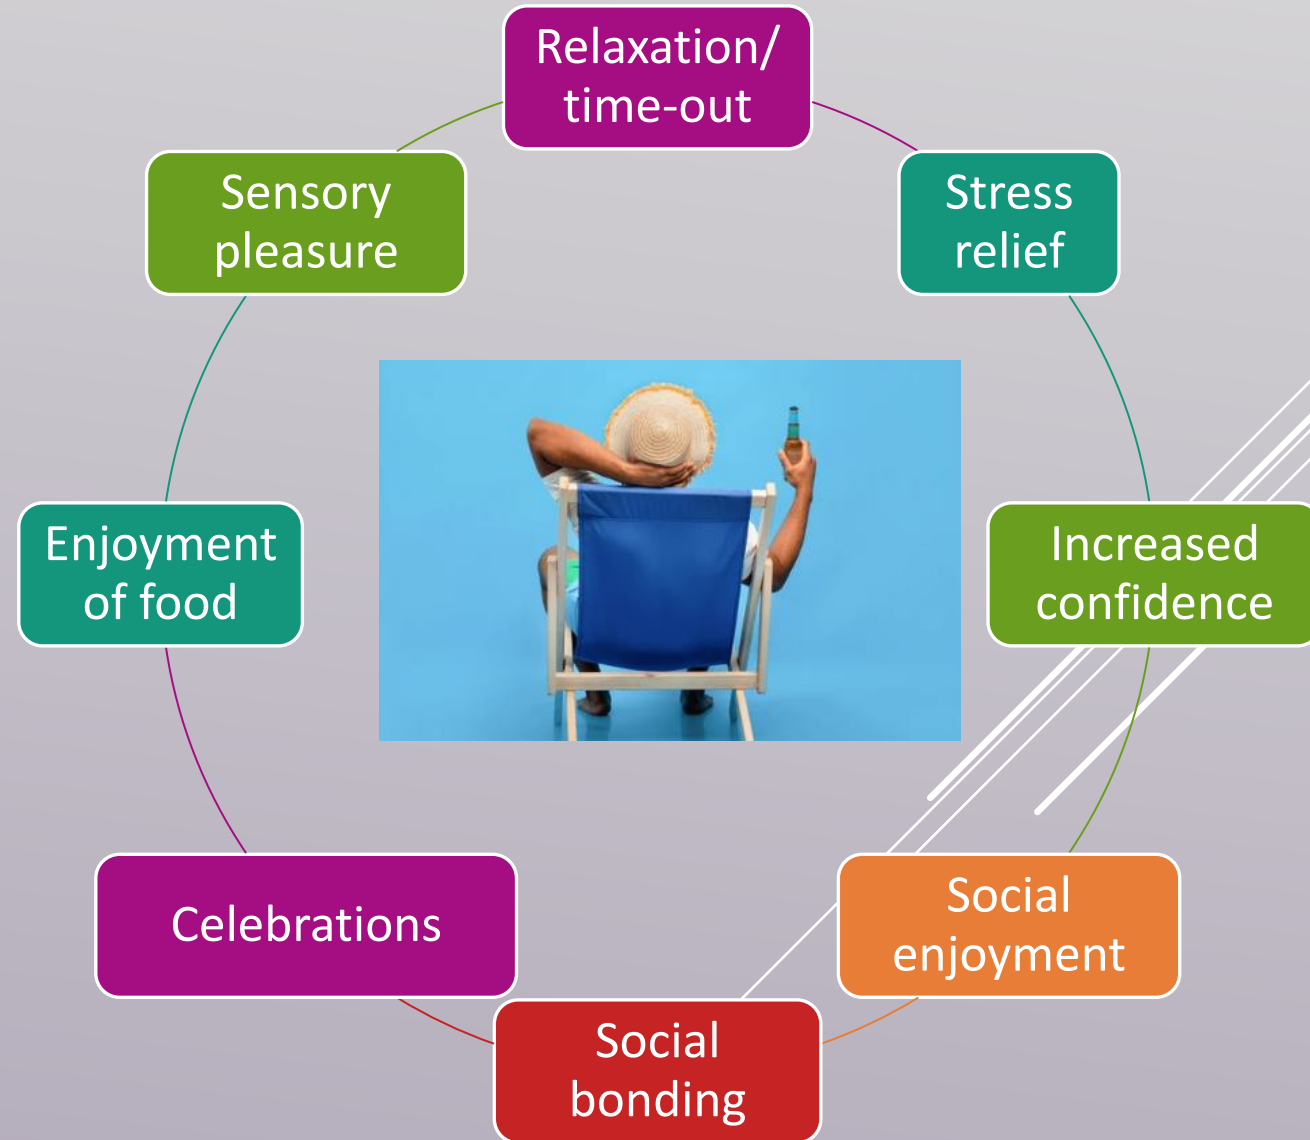 Relaxation/
time-out
Stress
relief
Increased
confidence
Social
enjoyment
Social
bonding
Celebrations
Enjoyment
of food
Sensory
pleasure